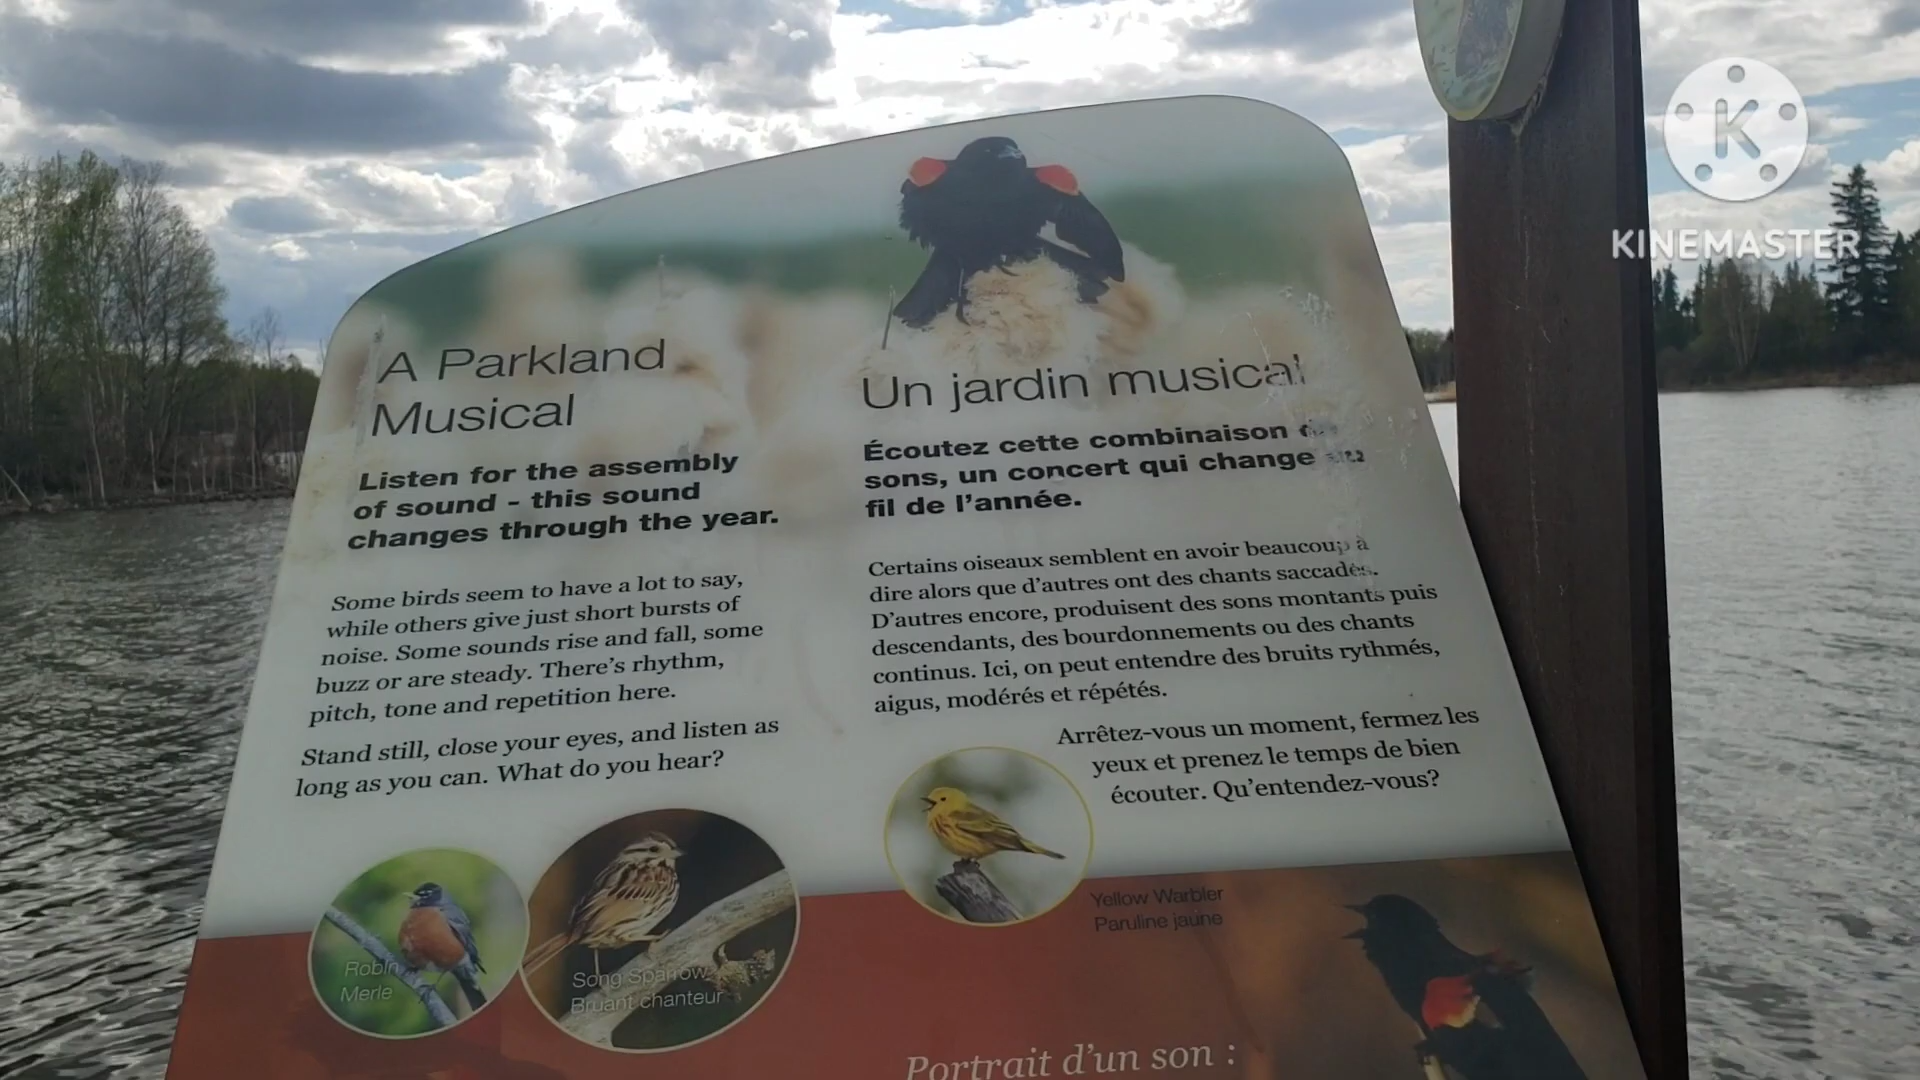 A Parkland
Musical
Listen for the assembly
of sound - this sound
changes through the year.
Some birds seem to have a lot to say,
while others give just short bursts of
noise. Some sounds rise and fall, some
buzz or are steady. There's rhythm,
pitch, tone and repetition here.
Stand still, close your eyes, and listen as
long as you can. What do you hear?
Robin
Merle
Song Sparrow
Bruant chanteur
Un jardin musical
Écoutez cette combinaison
sons, un concert qui change
fil de l'année.
Certains oiseaux semblent en avoir beaucoup à
dire alors que d'autres ont des chants saccadés.
D'autres encore, produisent des sons montants puis
descendants, des bourdonnements ou des chants
continus. Ici, on peut entendre des bruits rythmés,
aigus, modérés et répétés.
Arrêtez-vous un moment, fermez les
yeux et prenez le temps de bien
écouter. Qu'entendez-vous?
Yellow Warbler
Paruline jaune
Portrait d'un son :
K
KINEMASTER